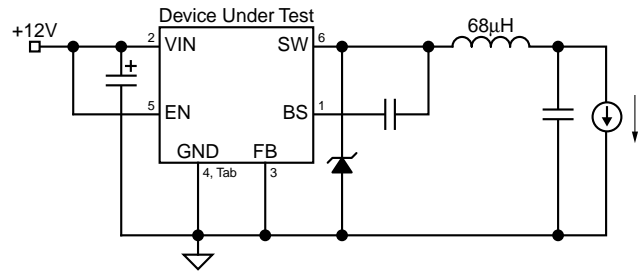 Device Under Test
+12V
68µH
2
VIN
SW
6
+
5
EN
BS
1
GND
FB
4, Tab
3